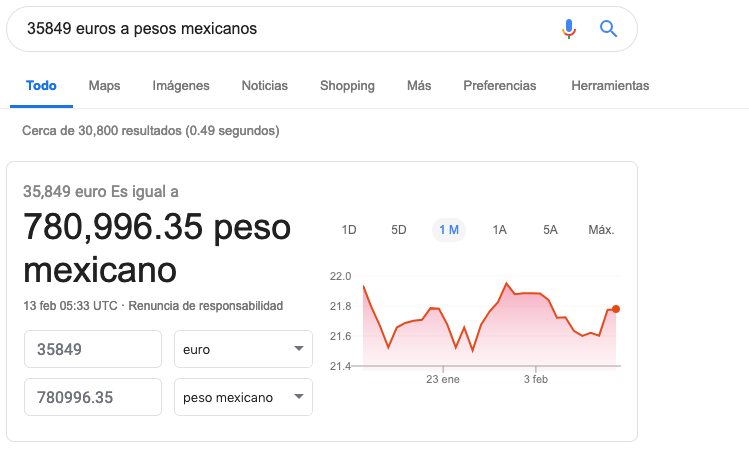 35849 euros a pesos mexicanos
Todo Maps Imágenes Noticias Shopping Más Preferencias Herramientas
Cerca de 30,800 resultados (0.49 segundos)
35,849 euro Es igual a
780,996.35 peso
mexicano
13 feb 05:33 UTC · Renuncia de responsabilidad
35849 euro
780996.35 peso mexicano
1D 5D 1 M 1A 5A Máx.
22.0
21.8
21.6
21.4
23 ene 3 feb